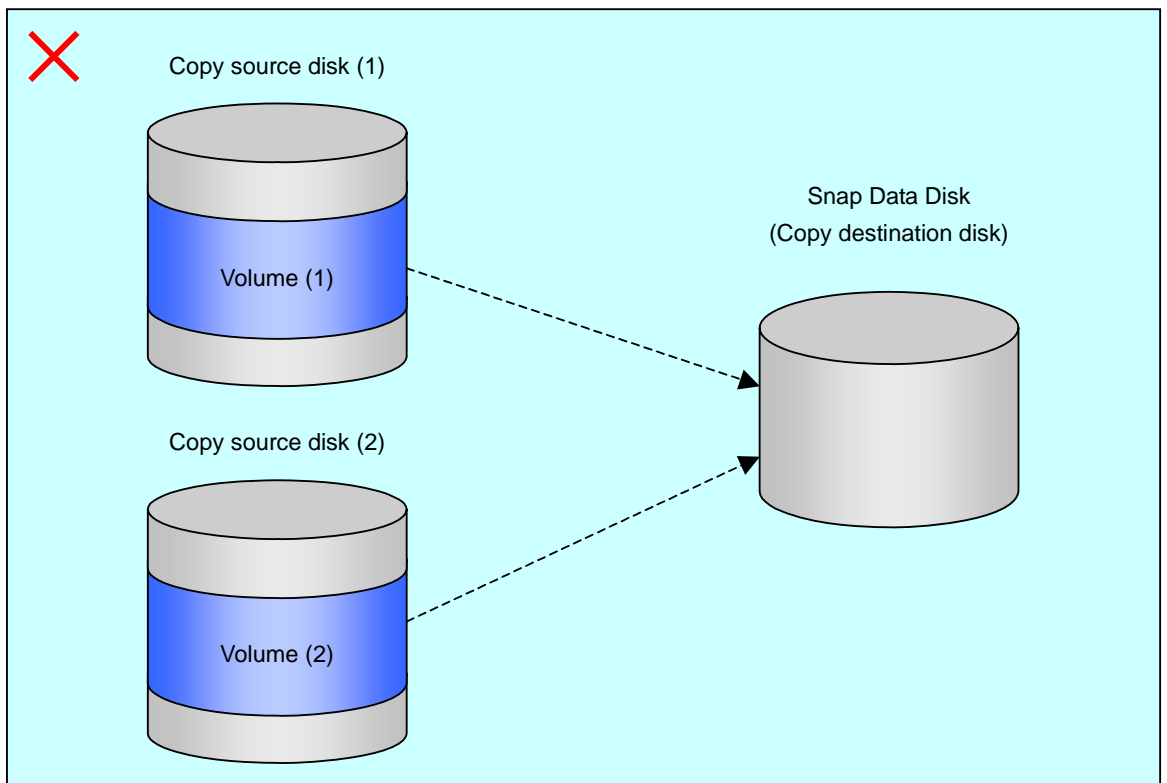 Copy source disk (1)
Volume (1)
Snap Data Disk
(Copy destination disk)
Copy source disk (2)
Volume (2)